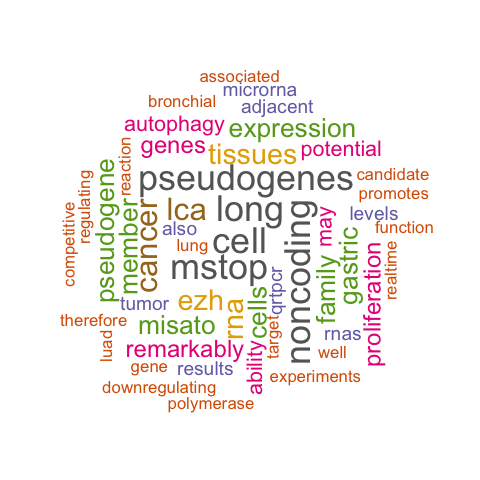 associated
microrna
bronchial
adjacent
autophagy
expression
genes
tissues
potential
reaction
pseudogene
regulating
competitive
pseudogenes
candidate
promotes
member
cancer
lca
long
may
levels
function
also
cell
noncoding
gastric
family
lung
mstop
realtime
proliferation
tumor
ezh
rna
cells
qrtpcr
target
therefore
misato
rnas
luad
remarkably
well
gene
results
ability
experiments
downregulating
polymerase